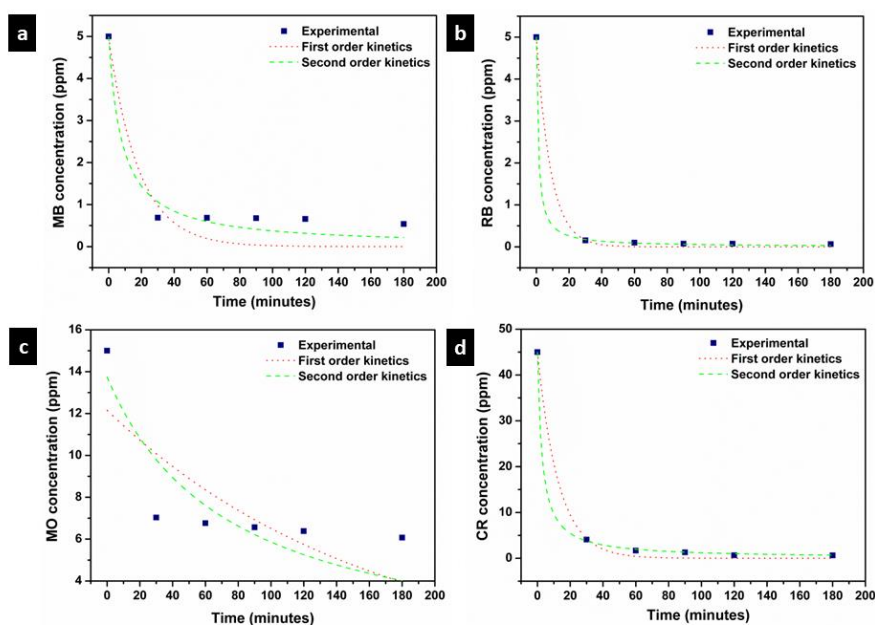 a
5
4
3
2
1
0
MB concentration (ppm)
0 20 40 60 80 100 120 140 160 180 200
Time (minutes)
Experimental
First order kinetics
Second order kinetics
b
5
4
3
2
1
0
RB concentration (ppm)
0 20 40 60 80 100 120 140 160 180 200
Time (minutes)
Experimental
First order kinetics
Second order kinetics
c
16
14
12
10
8
6
4
MO concentration (ppm)
0 20 40 60 80 100 120 140 160 180 200
Time (minutes)
Experimental
First order kinetics
Second order kinetics
d
50
40
30
20
10
0
CR concentration (ppm)
0 20 40 60 80 100 120 140 160 180 200
Time (minutes)
Experimental
First order kinetics
Second order kinetics